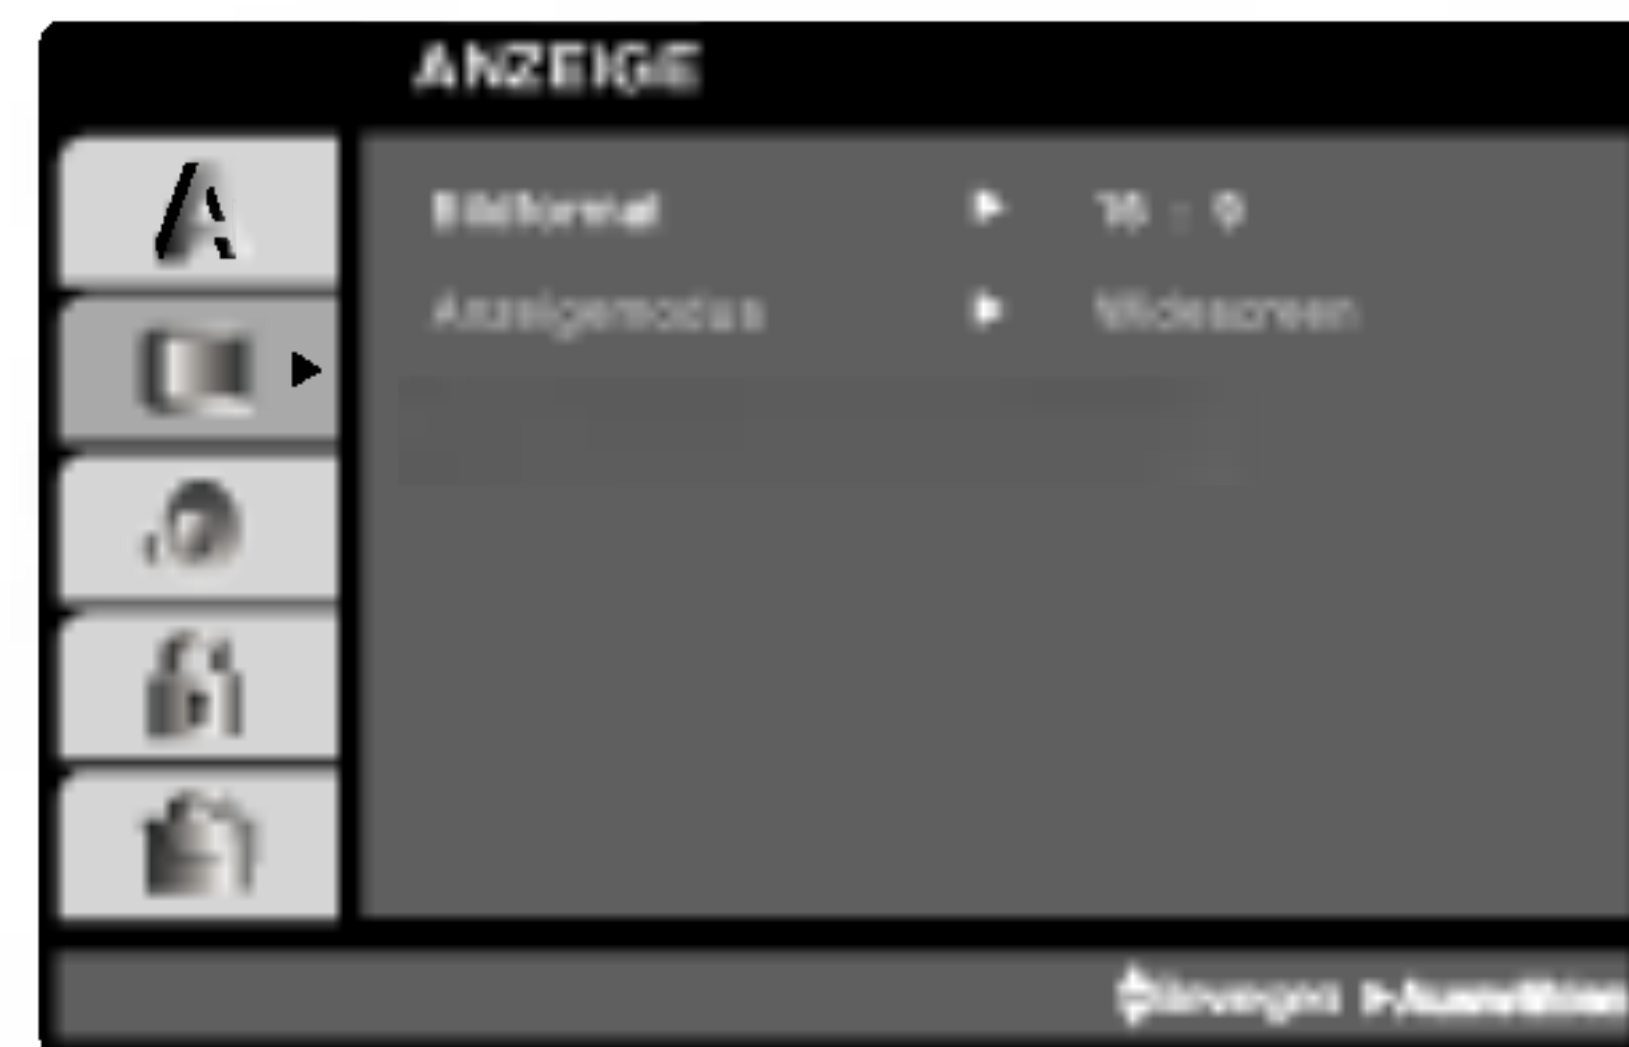 ANZEIGE
A
Bildformat ► 16 : 9
Anzeigemodus ► Widescreen
Bewegen ►Auswählen